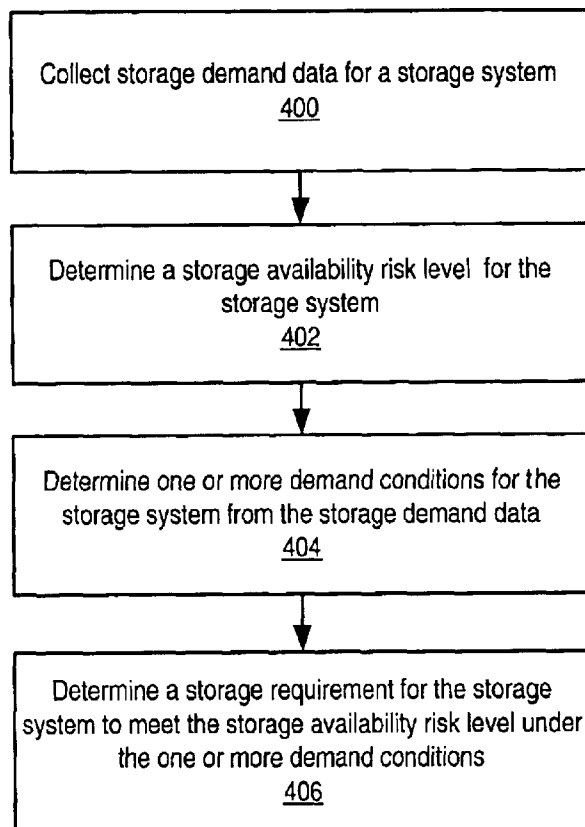 Collect storage demand data for a storage system
400
Determine a storage availability risk level for the
storage system
402
Determine one or more demand conditions for the
storage system from the storage demand data
404
Determine a storage requirement for the storage
system to meet the storage availability risk level under
the one or more demand conditions
406